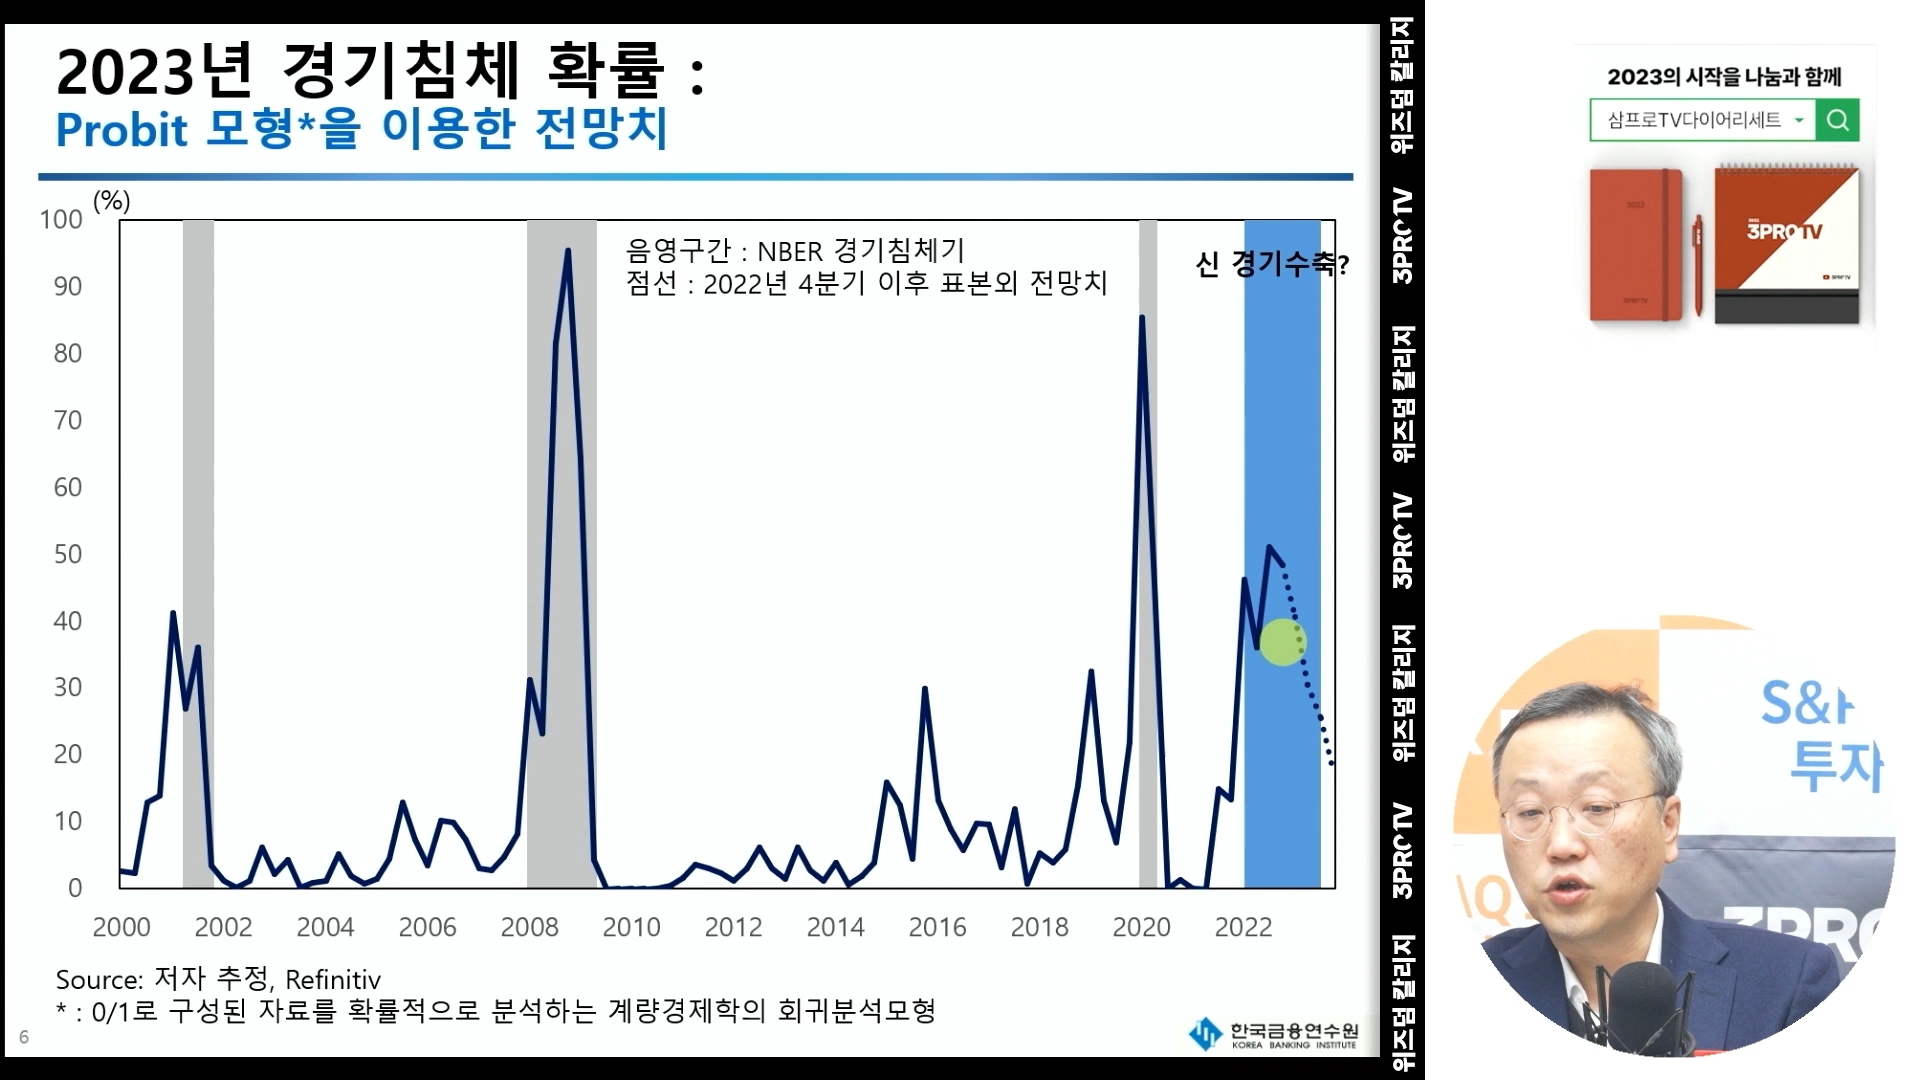 2023년 경기침체 확률 :
Probit 모형*을 이용한 전망치
(%)
100
90
80
70
60
50
40
30
20
10
0
음영구간 : NBER 경기침체기
점선 : 2022년 4분기 이후 표본외 전망치
신 경기수축?
2000 2002 2004 2006 2008 2010 2012 2014 2016 2018 2020 2022
Source: 저자 추정, Refinitiv
* : 0/1로 구성된 자료를 확률적으로 분석하는 계량경제학의 회귀분석모형
6
한국금융연수원
KOREA BANKING INSTITUTE
위즈덤 칼리지
3PROTV
위즈덤 칼리지
3PROTV
위즈덤 칼리지
3PROTV
위즈덤 칼리지
2023의 시작을 나눔과 함께
삼프로TV다이어리세트
2023
3PROTV
3PROTV
S&
투자
Q
3PRO